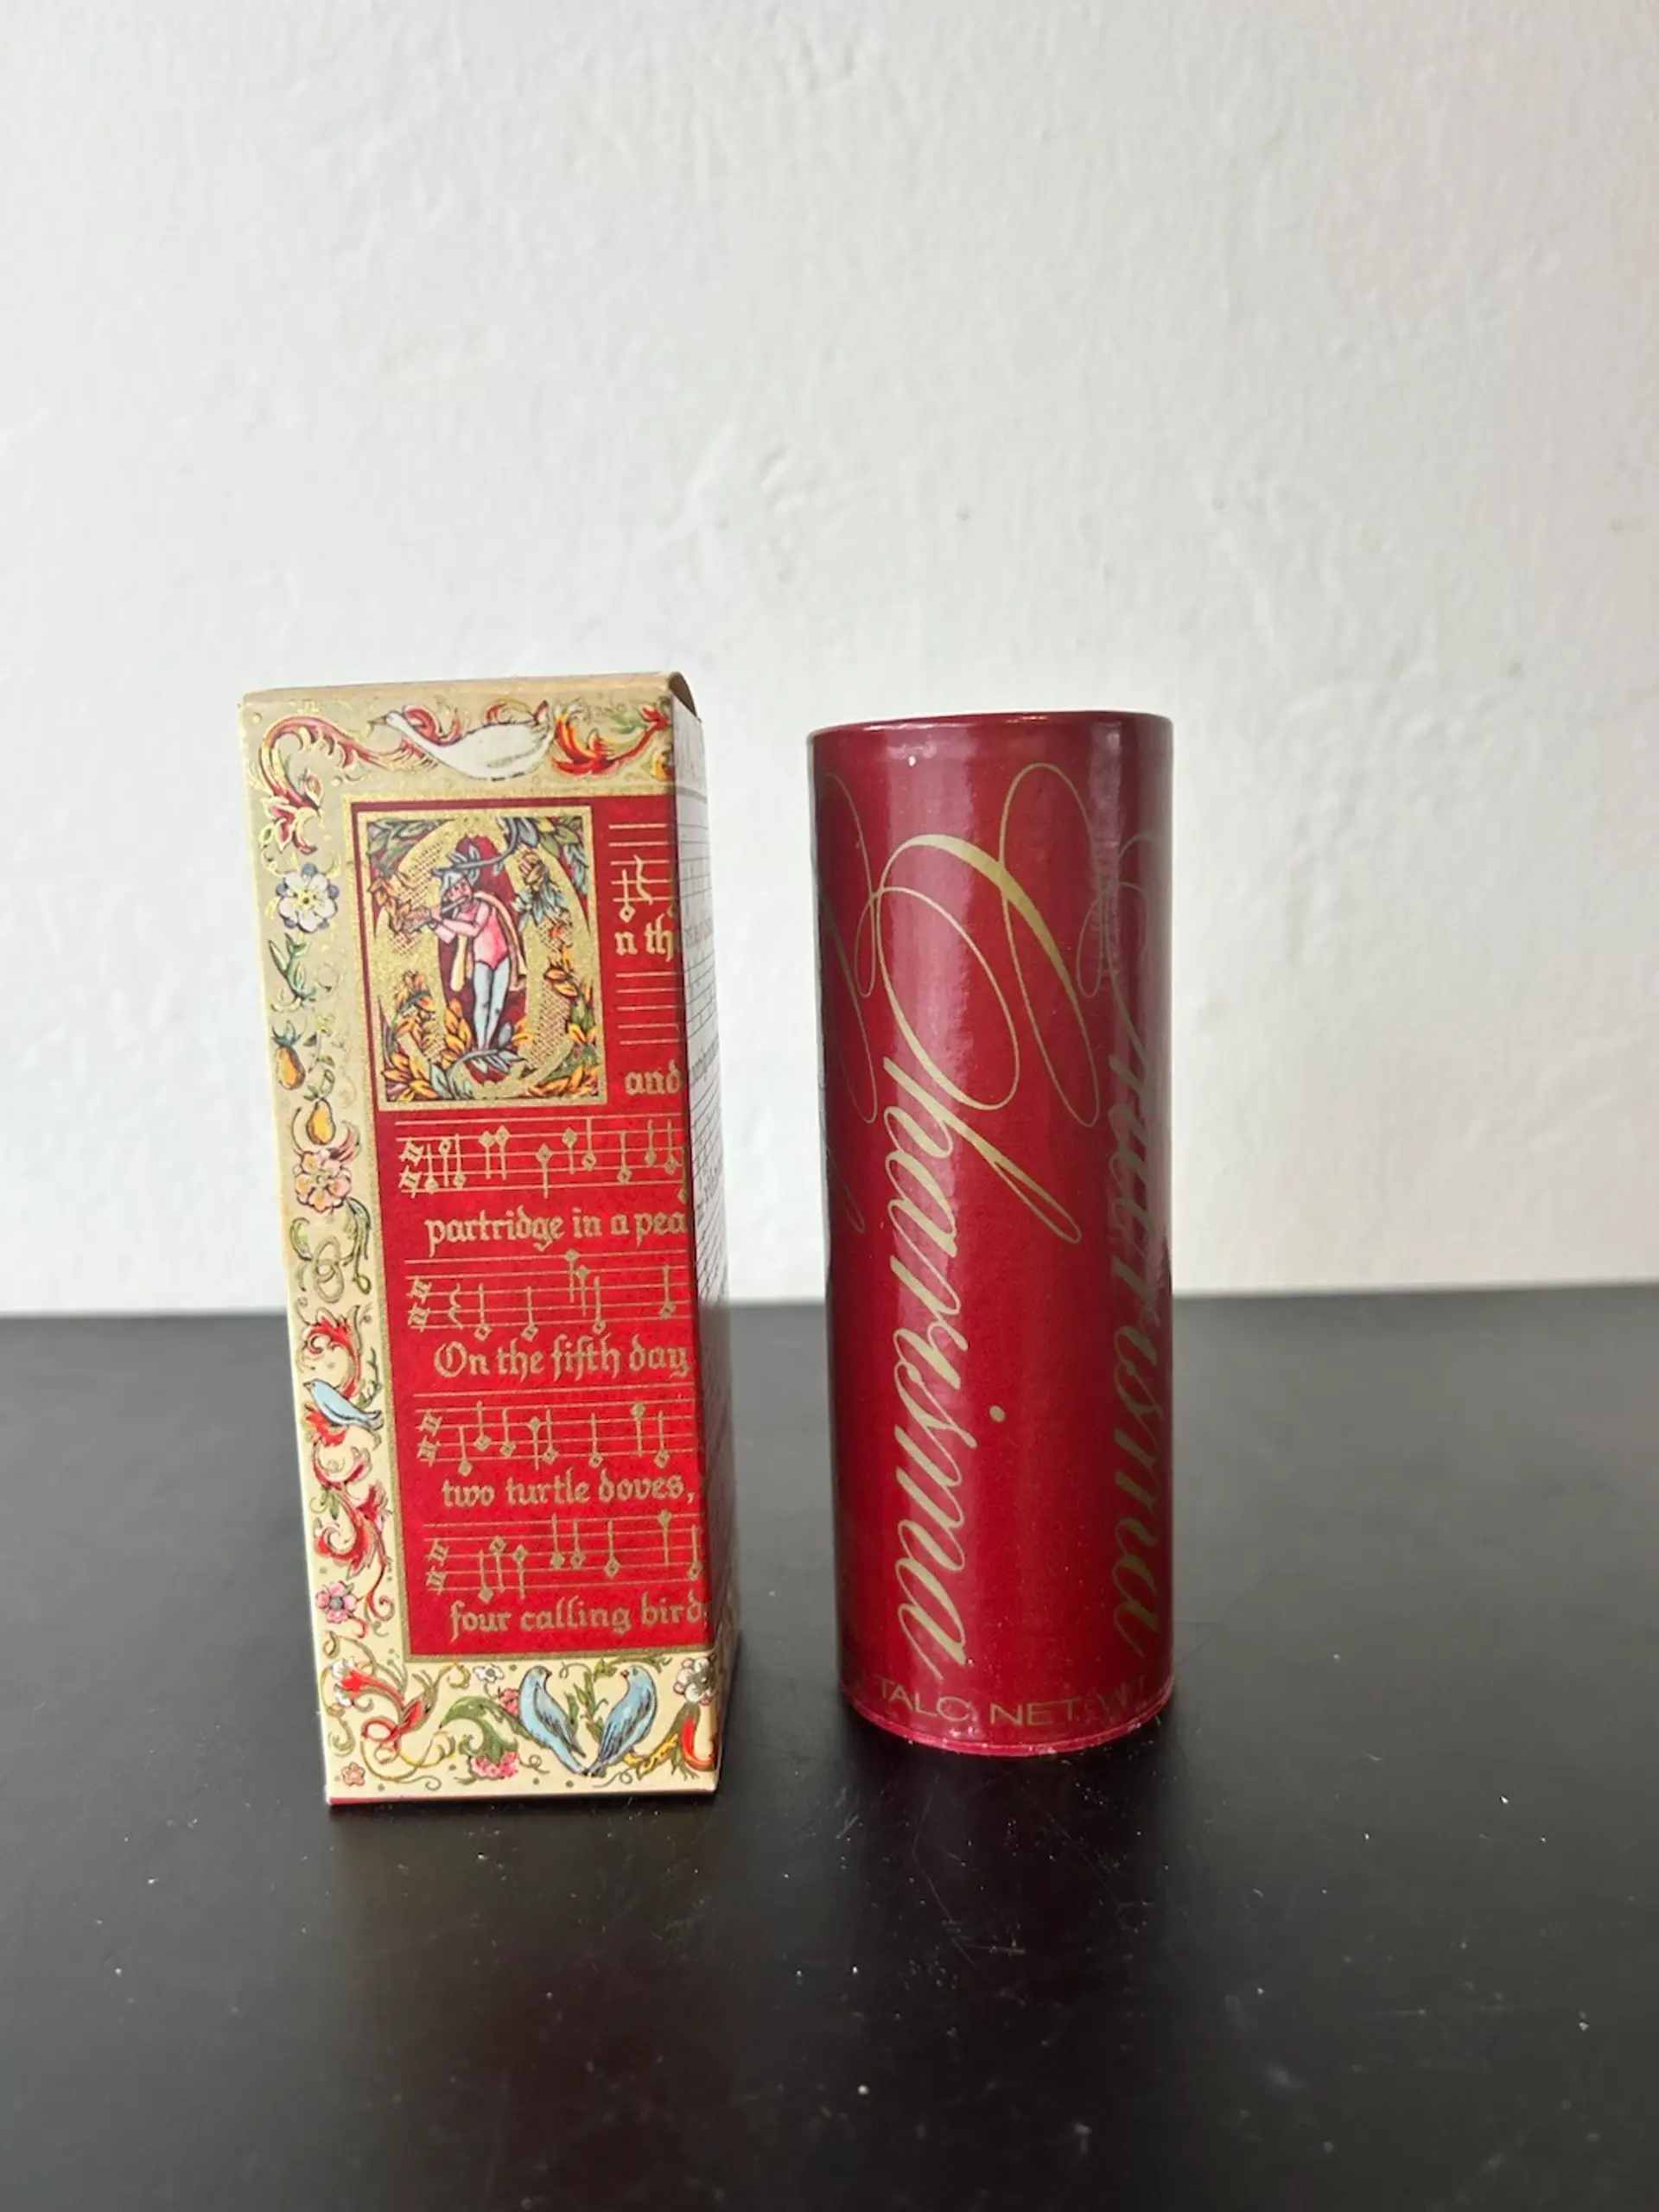 n th
and
partridge in a pea
On the fifth day
two turtle doves,
four calling bird
Charisma
Charisma
TALC NET WT